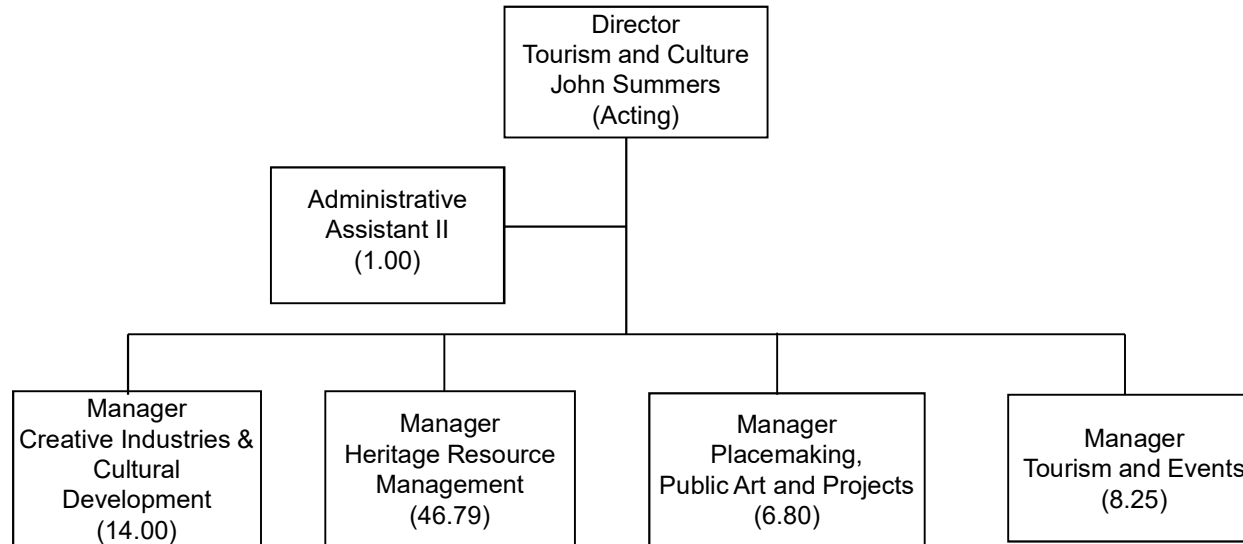 Director
Tourism and Culture
John Summers
(Acting)
Administrative
Assistant II
(1.00)
Manager
Creative Industries &
Cultural
Development
(14.00)
Manager
Heritage Resource
Management
(46.79)
Manager
Placemaking,
Public Art and Projects
(6.80)
Manager
Tourism and Events
(8.25)